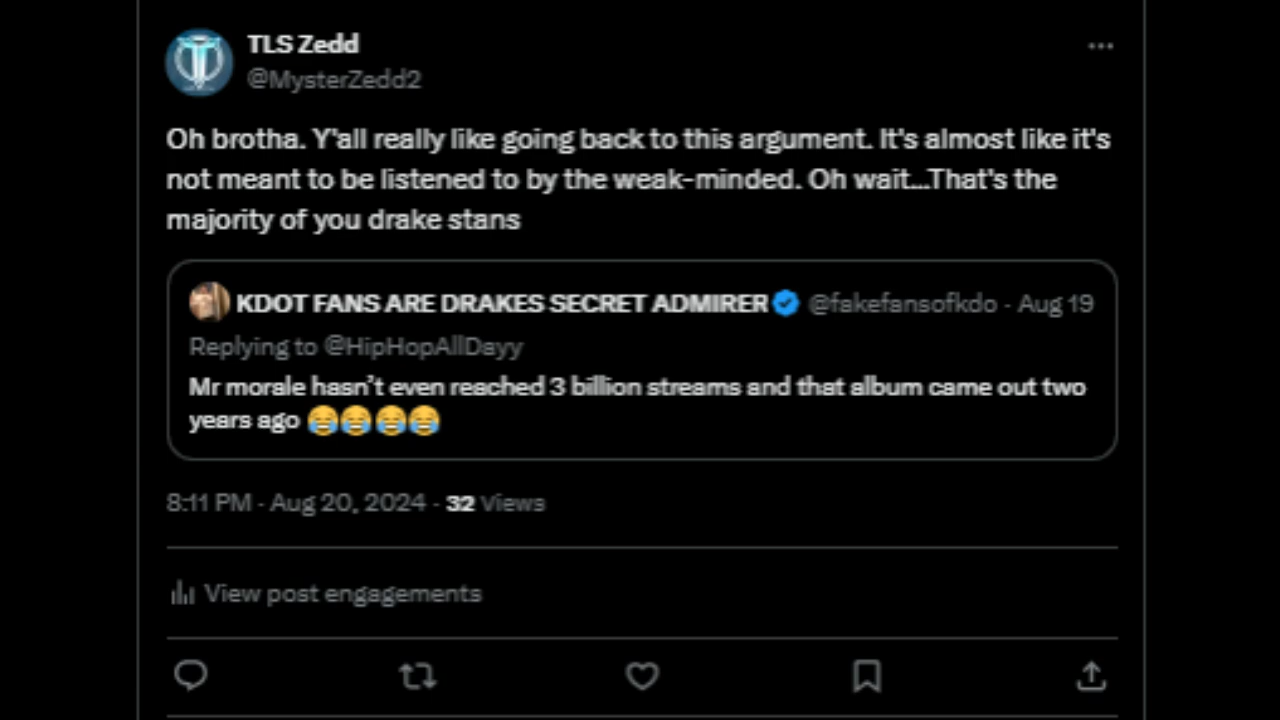 TLS Zedd
@MysterZedd2
Oh brotha. Y'all really like going back to this argument. It's almost like it's
not meant to be listened to by the weak-minded. Oh wait...That's the
majority of you drake stans
KDOT FANS ARE DRAKES SECRET ADMIRER @fakefansofkdo · Aug 19
Replying to @HipHopAllDayy
Mr morale hasn't even reached 3 billion streams and that album came out two
years ago 😂😂😂😂
8:11 PM · Aug 20, 2024 · 32 Views
View post engagements